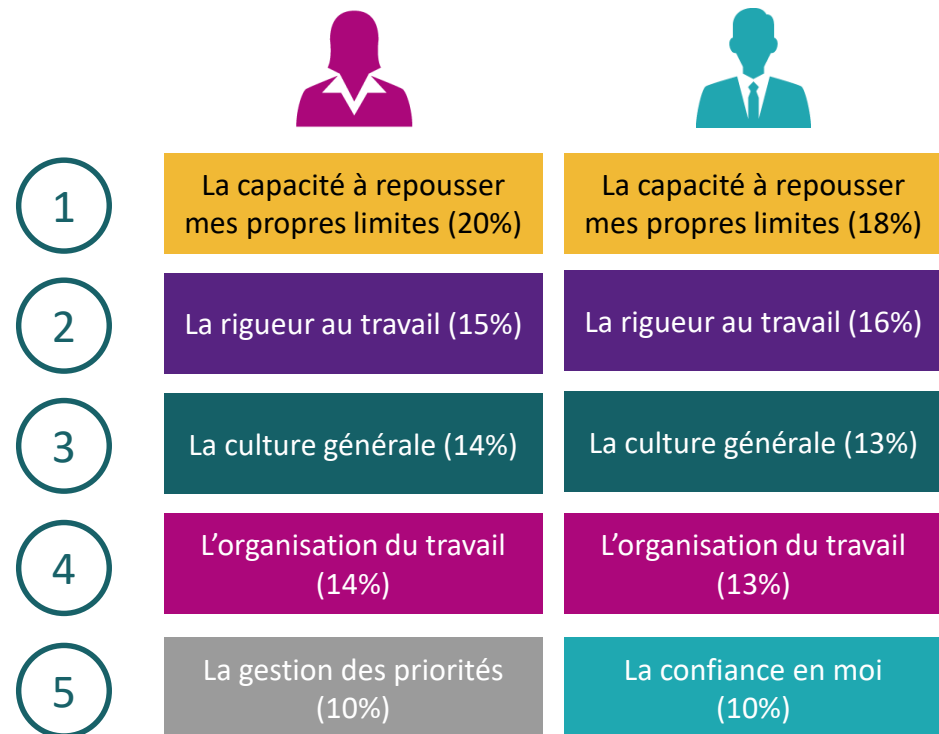 1
La capacité à repousser
mes propres limites (20%)
La capacité à repousser
mes propres limites (18%)
2
La rigueur au travail (15%)
La rigueur au travail (16%)
3
La culture générale (14%)
La culture générale (13%)
4
L’organisation du travail
(14%)
L’organisation du travail
(13%)
5
La gestion des priorités
(10%)
La confiance en moi
(10%)